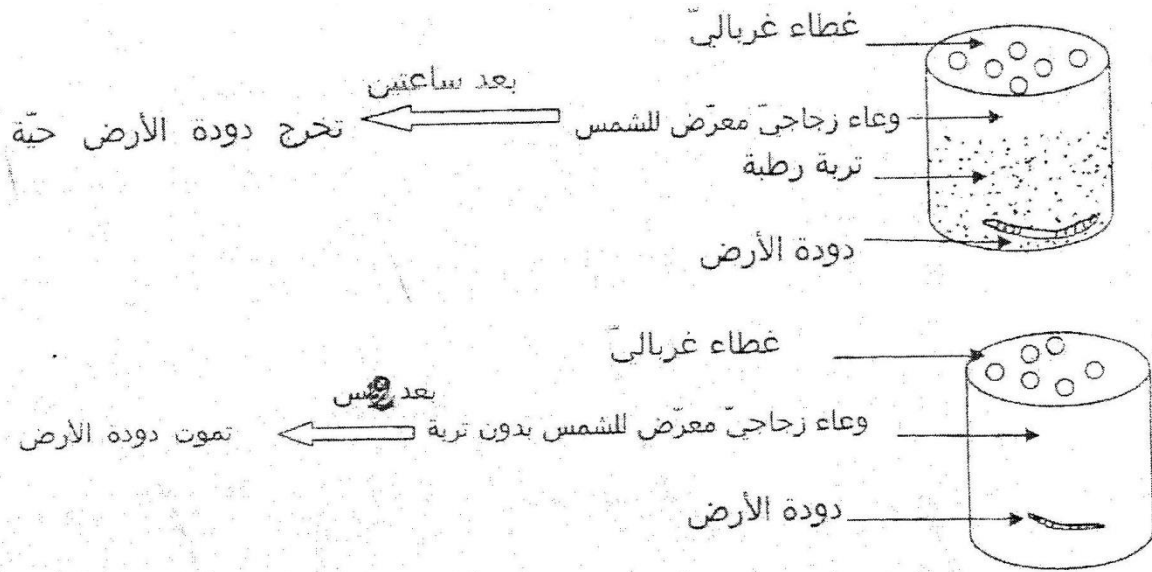 غطاء غرباليّ
بعد ساعتين
وعاء زجاجيّ معرّض للشمس
تخرج دودة الأرض حيّة
تربة رطبة
دودة الأرض
غطاء غرباليّ
بعد
وعاء زجاجيّ معرّض للشمس بدون تربة
تموت دودة الأرض
دودة الأرض